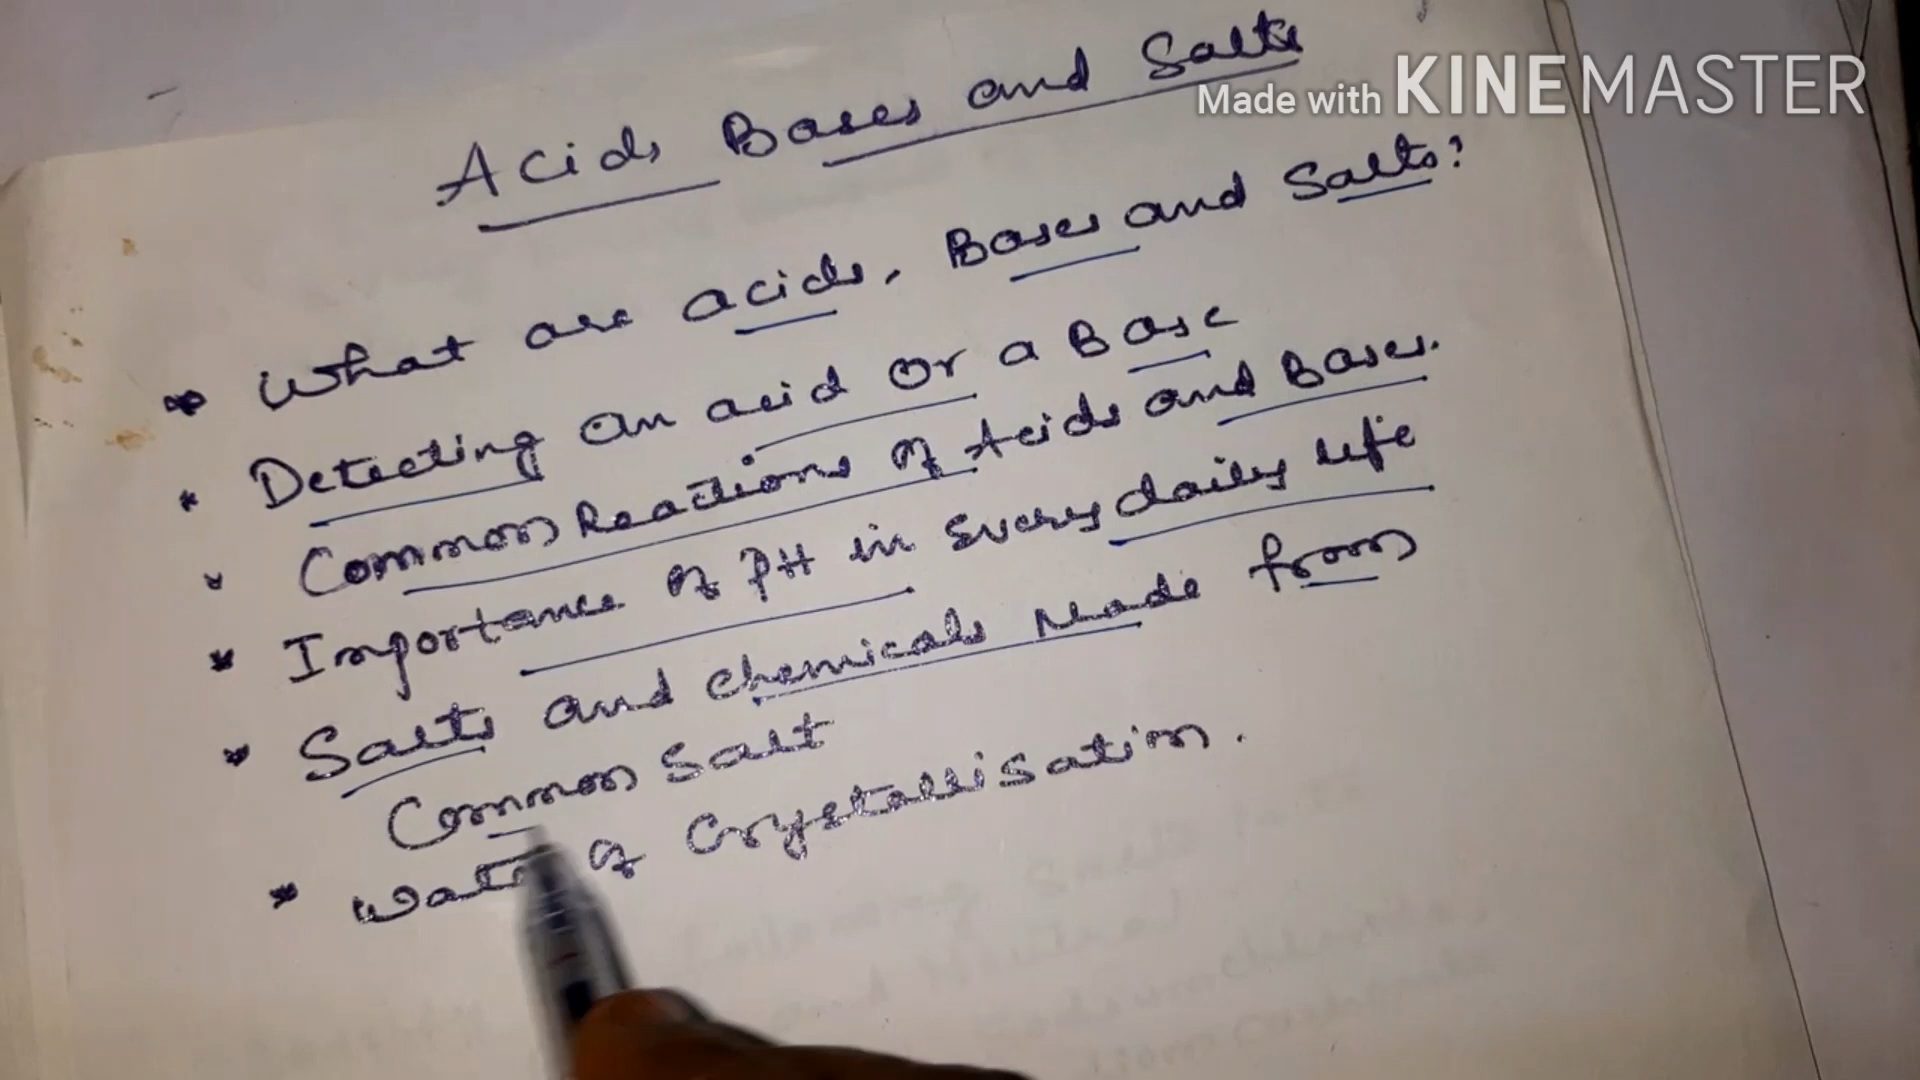 Acids Bases and Salts
Made with KINEMASTER
What are acids, Bases and Salts?
Detecting an acid Or a Base
Common Reactions of Acids and Bases.
Importance of PH in Every daily life
Salts and chemicals Made from
Common Salt
of Crystallisation.